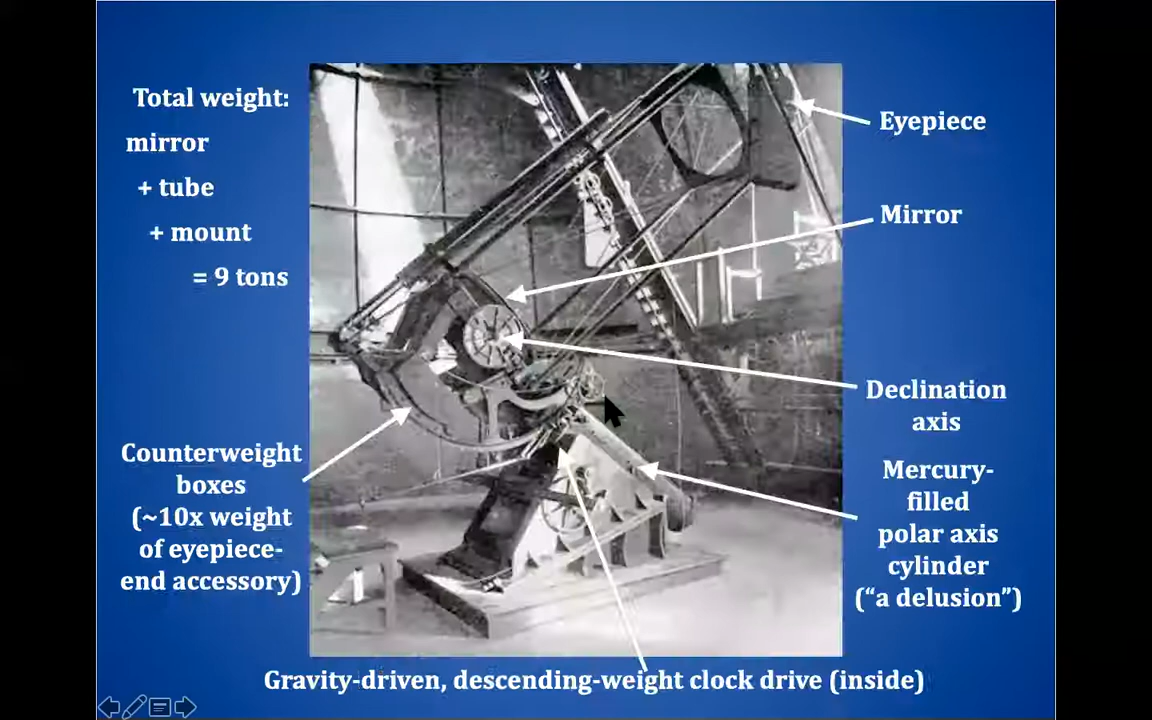 Total weight:
mirror
+ tube
+ mount
= 9 tons
Eyepiece
Mirror
Declination
axis
Counterweight
boxes
(~10x weight
of eyepiece-
end accessory)
Mercury-
filled
polar axis
cylinder
(“a delusion”)
Gravity-driven, descending-weight clock drive (inside)